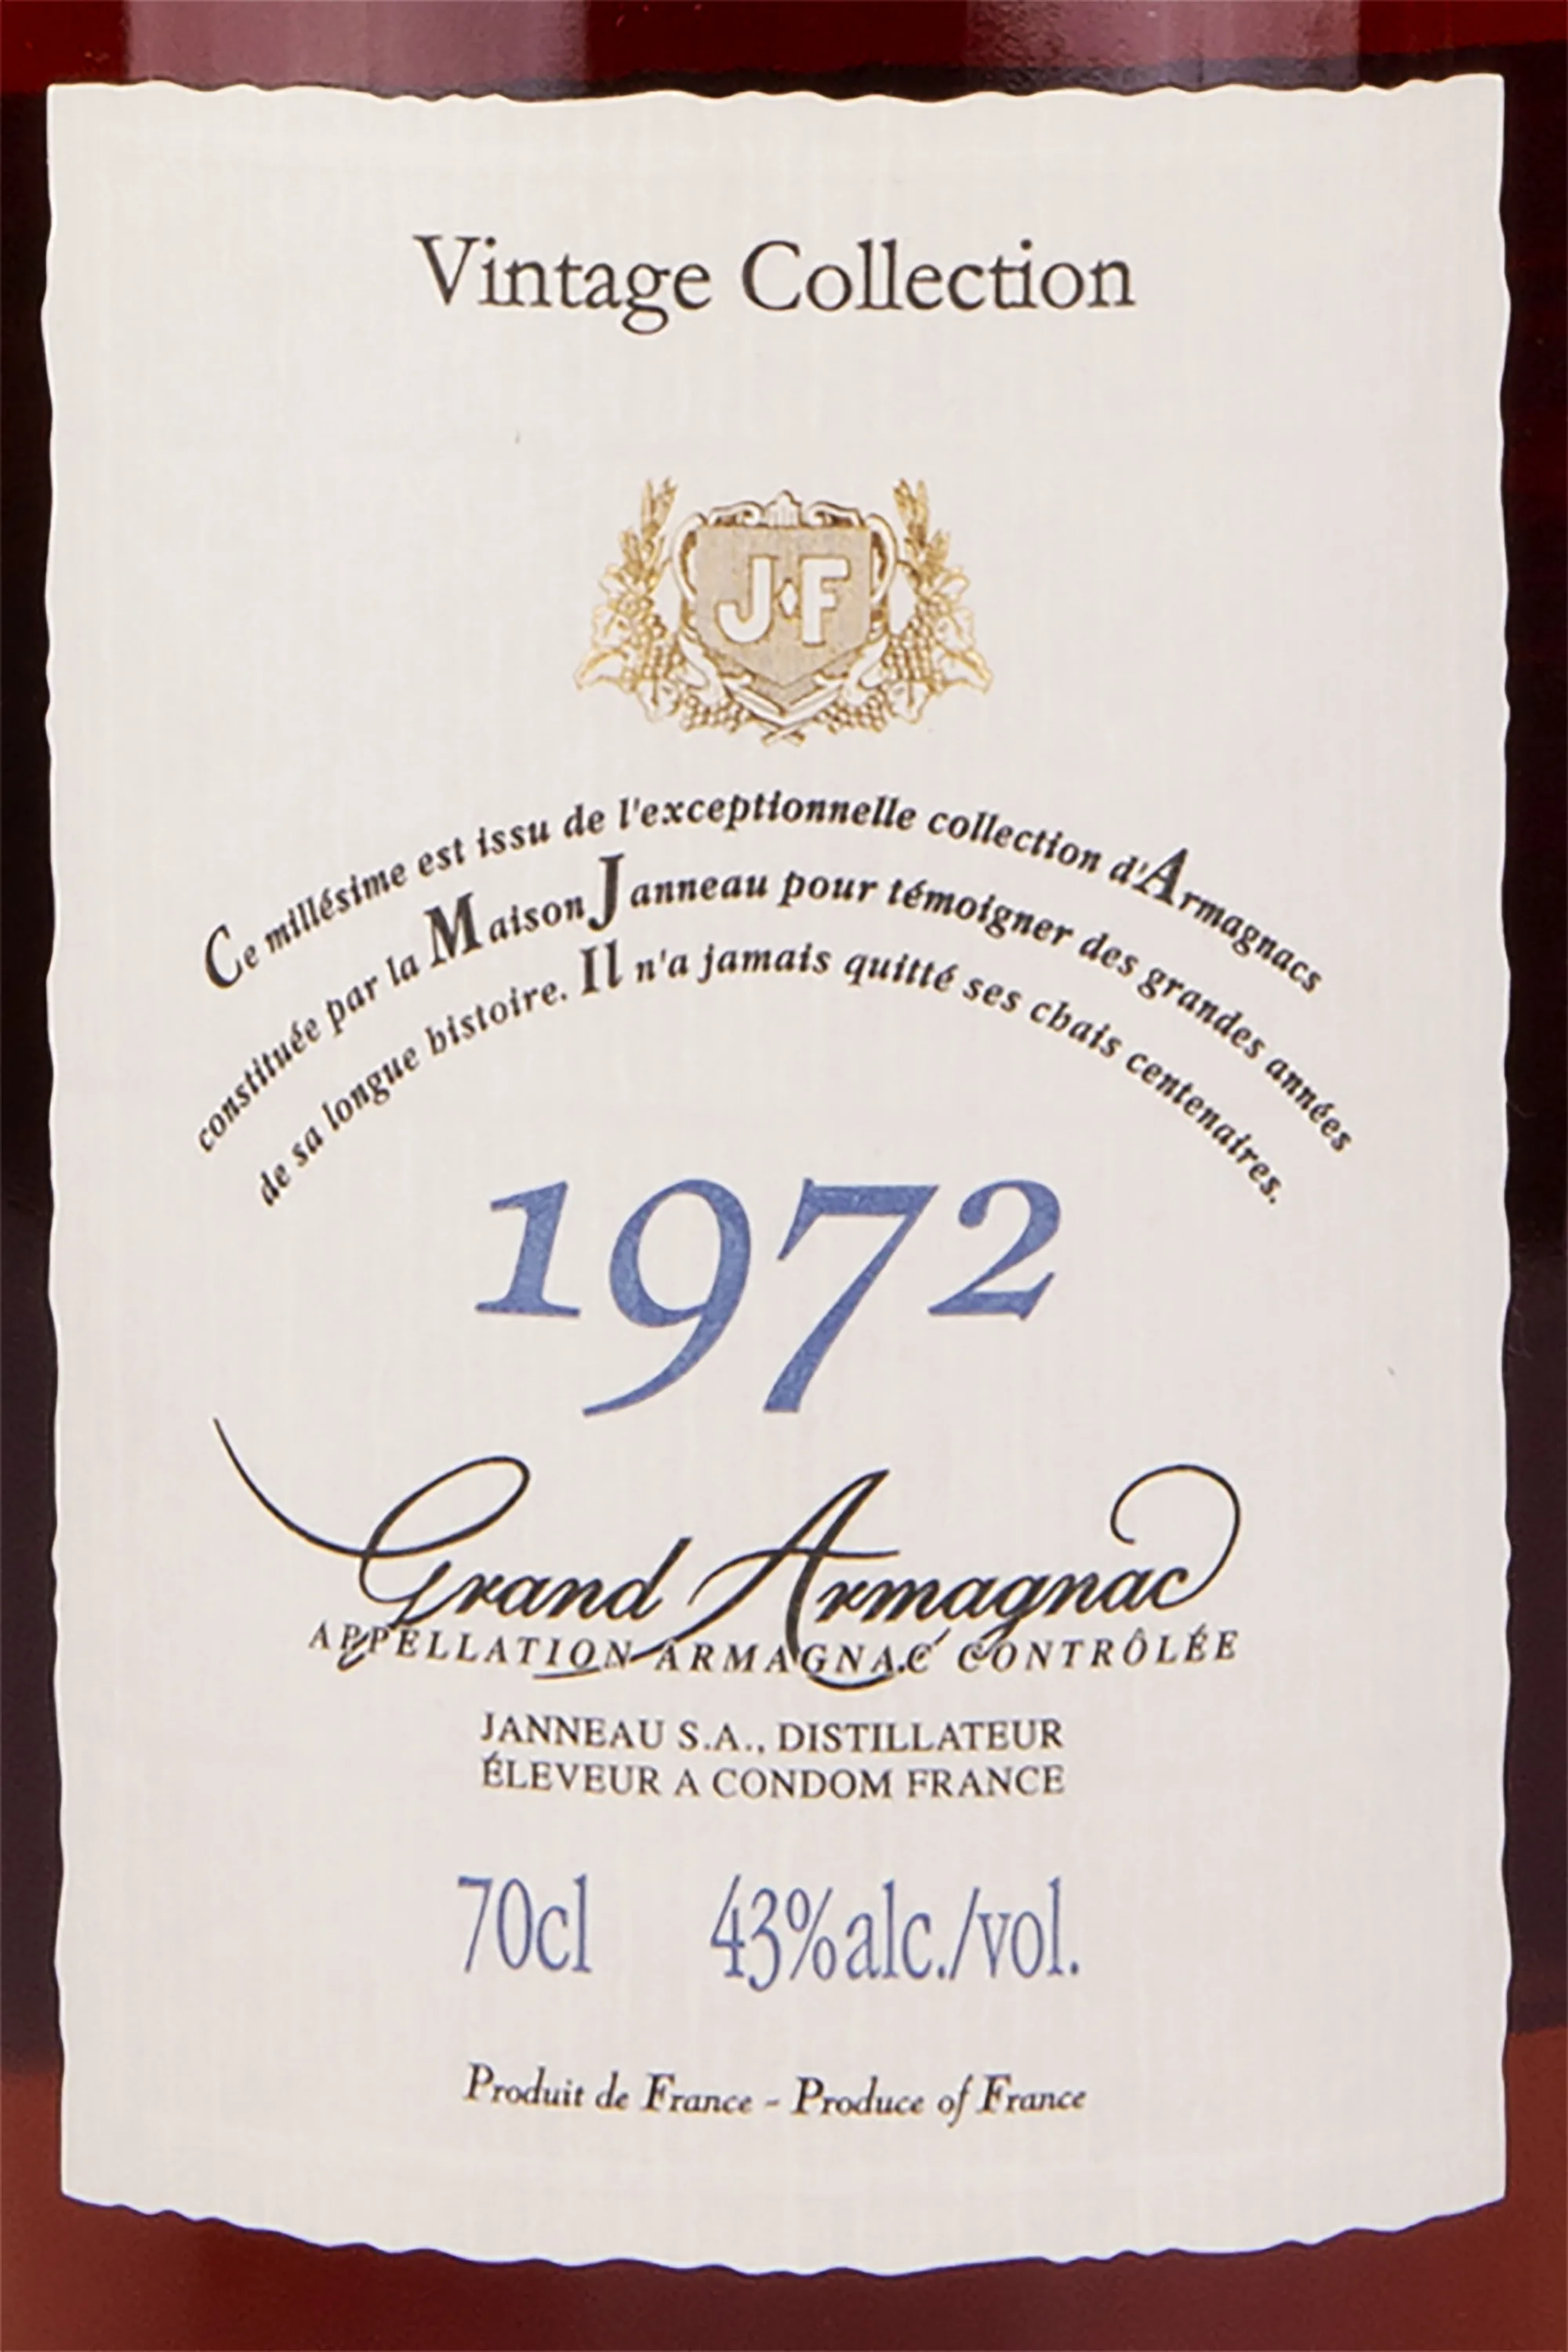 Vintage Collection
J·F
Ce millésime est issu de l'exceptionnelle collection d'Armagnacs
constituée par la Maison Janneau pour témoigner des grandes années
de sa longue histoire. Il n'a jamais quitté ses chais centenaires.
1972
Grand Armagnac
APPELLATION ARMAGNAC CONTRÔLÉE
JANNEAU S.A., DISTILLATEUR
ÉLEVEUR A CONDOM FRANCE
70cl 43%alc./vol.
Produit de France - Produce of France